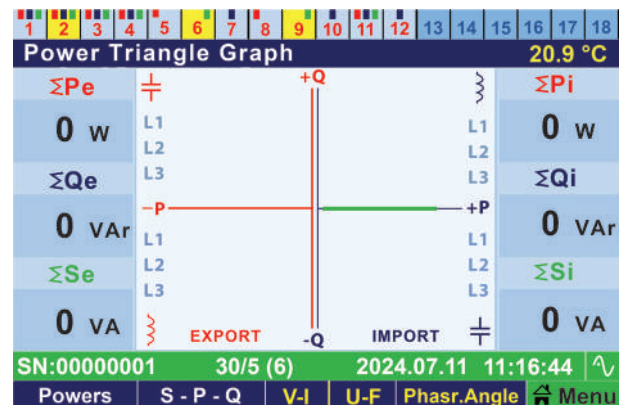 1 2 3 4 5 6 7 8 9 10 11 12 13 14 15 16 17 18
Power Triangle Graph 20.9 °C
ΣPe +Q ΣPi
0 W L1 L1 0 W
L2 L2
ΣQe L3 L3 ΣQi
-P +P
0 VAr L1 L1 0 VAr
ΣSe L2 L2 ΣSi
L3 L3
0 VA EXPORT -Q IMPORT 0 VA
SN:00000001 30/5 (6) 2024.07.11 11:16:44
Powers S - P - Q V-I U-F Phasr.Angle Menu